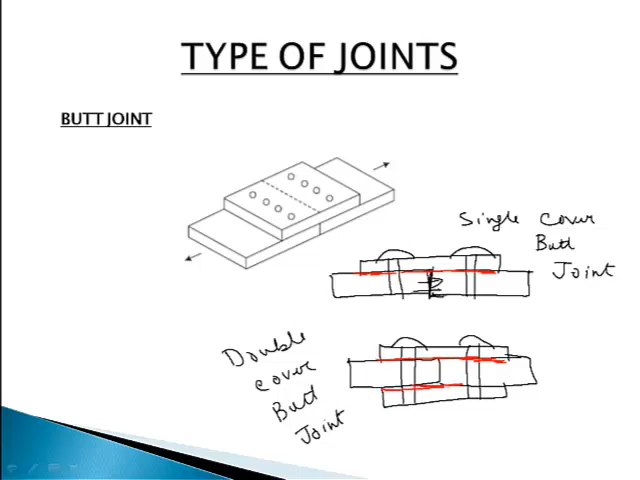 TYPE OF JOINTS
BUTT JOINT
Single Cover
Butt
Joint
Double
Cover
Butt
Joint